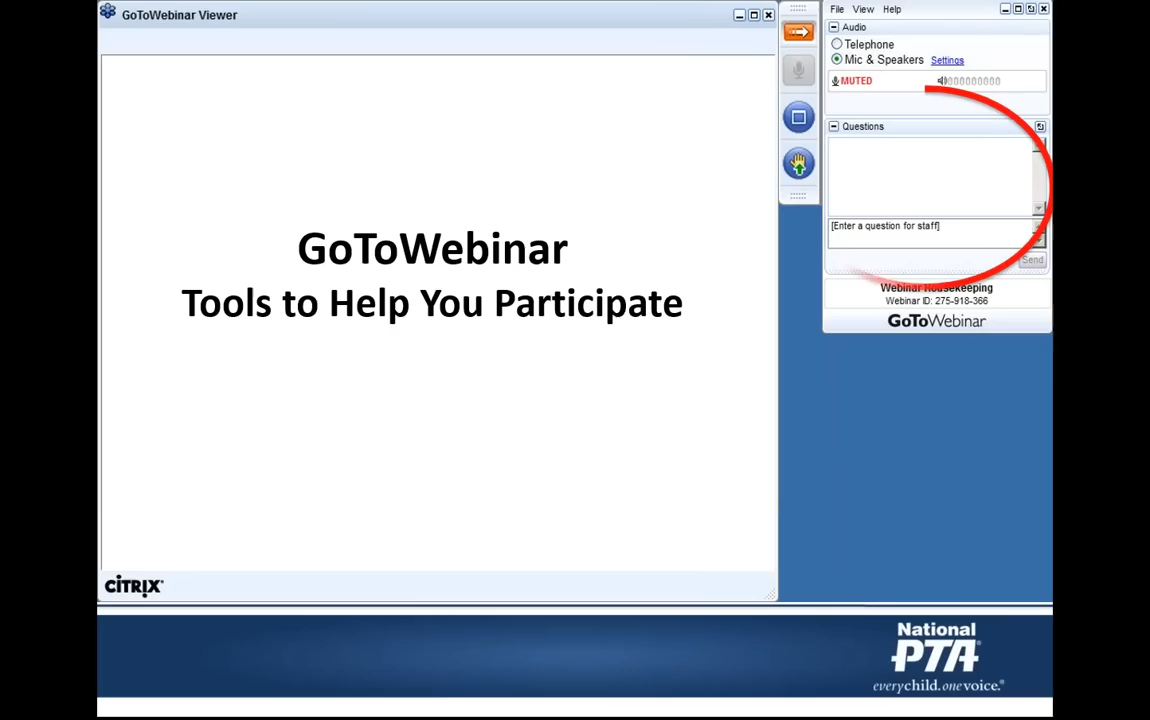 GoToWebinar Viewer
GoToWebinar
Tools to Help You Participate
CITRIX®
File View Help
Audio
Telephone
Mic & Speakers Settings
MUTED
Questions
[Enter a question for staff]
Send
Webinar Housekeeping
Webinar ID: 275-918-366
GoToWebinar
National
PTA®
everychild.onevoice.®